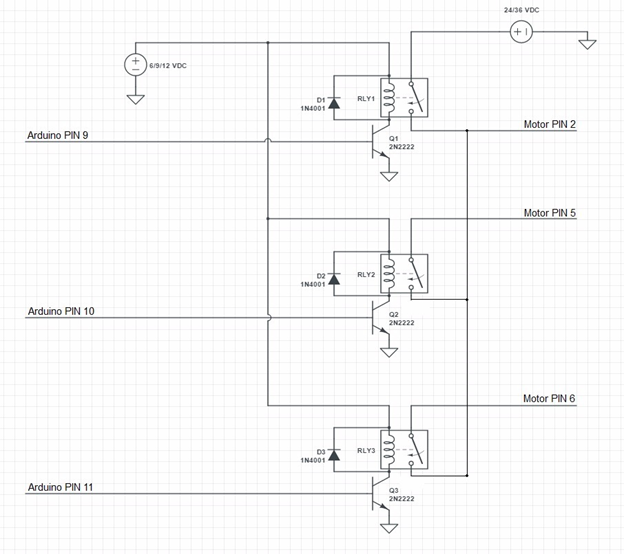 24/36 VDC
6/9/12 VDC
D1
1N4001
RLY1
Motor PIN 2
Arduino PIN 9
Q1
2N2222
Motor PIN 5
D2
1N4001
RLY2
Arduino PIN 10
Q2
2N2222
Motor PIN 6
D3
1N4001
RLY3
Arduino PIN 11
Q3
2N2222